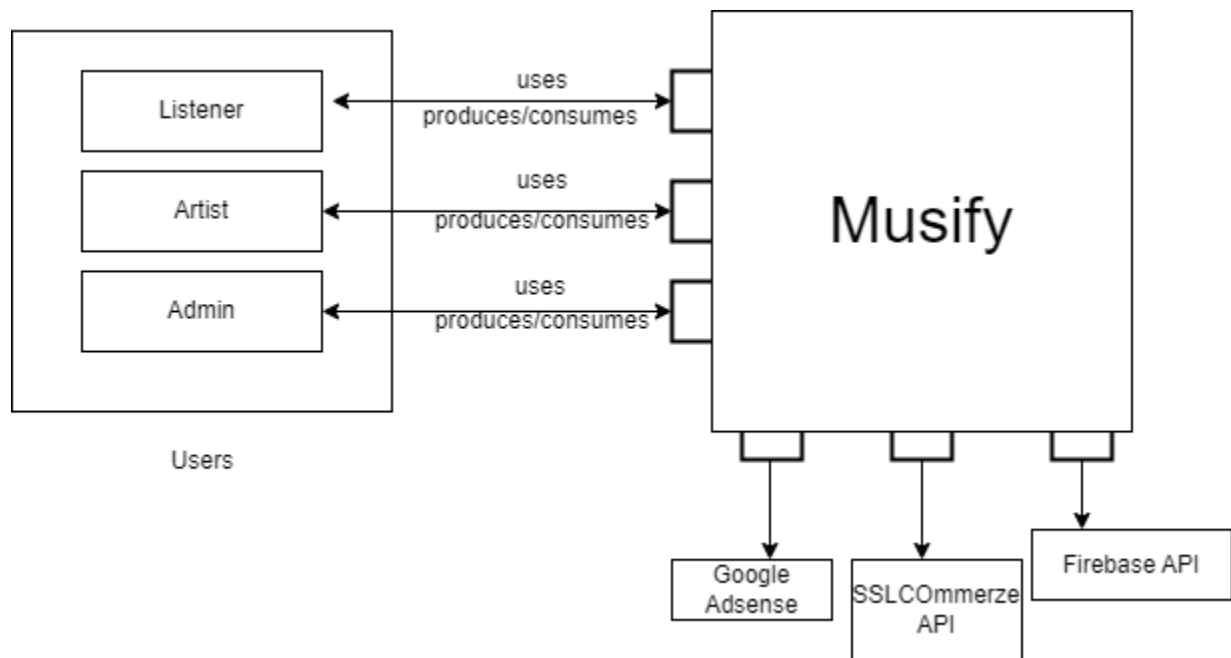 Listener
uses
produces/consumes
Artist
uses
produces/consumes
Admin
uses
produces/consumes
Users
Musify
Google
Adsense
SSLCOmmerze
API
Firebase API